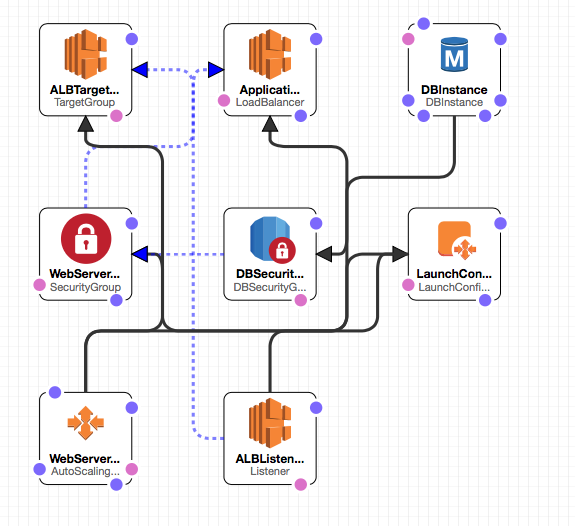 ALBTarget...
TargetGroup
Applicati...
LoadBalancer
M
DBInstance
DBInstance
WebServer...
SecurityGroup
DBSecurit...
DBSecurityG...
LaunchCon...
LaunchConfi...
WebServer...
AutoScaling...
ALBListen...
Listener